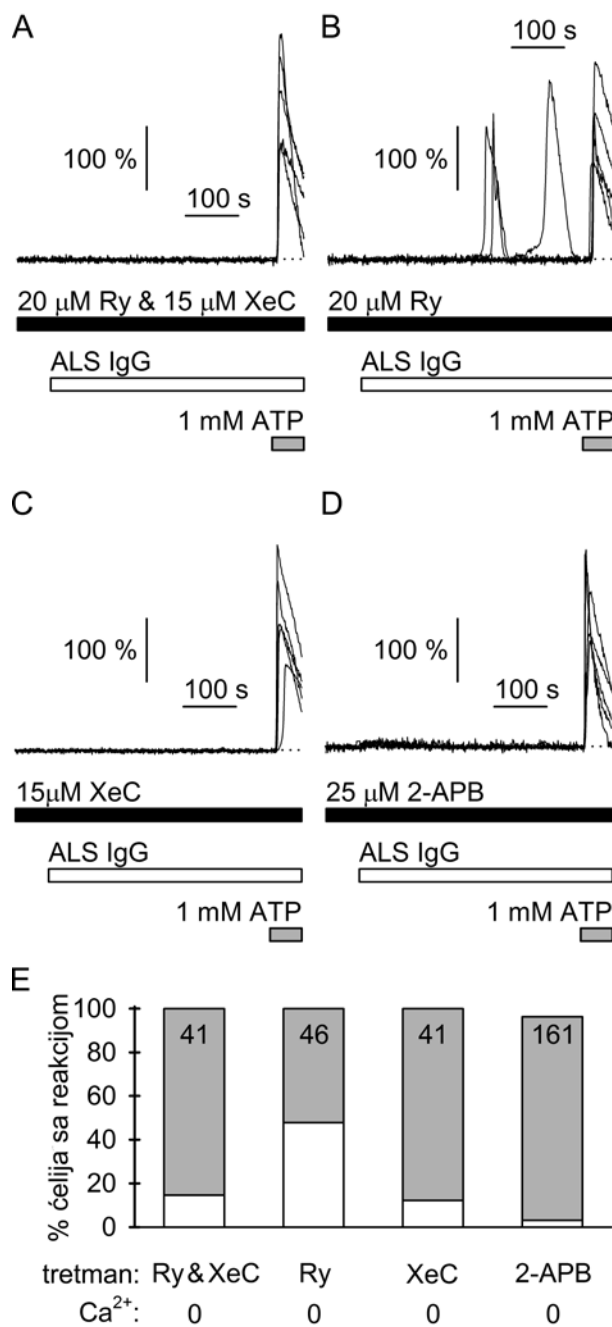 A
B
100 s
100 %
100 s
100 %
20 μM Ry & 15 μM XeC
20 μM Ry
ALS IgG
ALS IgG
1 mM ATP
1 mM ATP
C
D
100 %
100 s
100 %
100 s
15μM XeC
25 μM 2-APB
ALS IgG
ALS IgG
1 mM ATP
1 mM ATP
E
% ćelija sa reakcijom
100
80
60
40
20
0
41
46
41
161
tretman: Ry & XeC Ry XeC 2-APB
Ca²⁺: 0 0 0 0